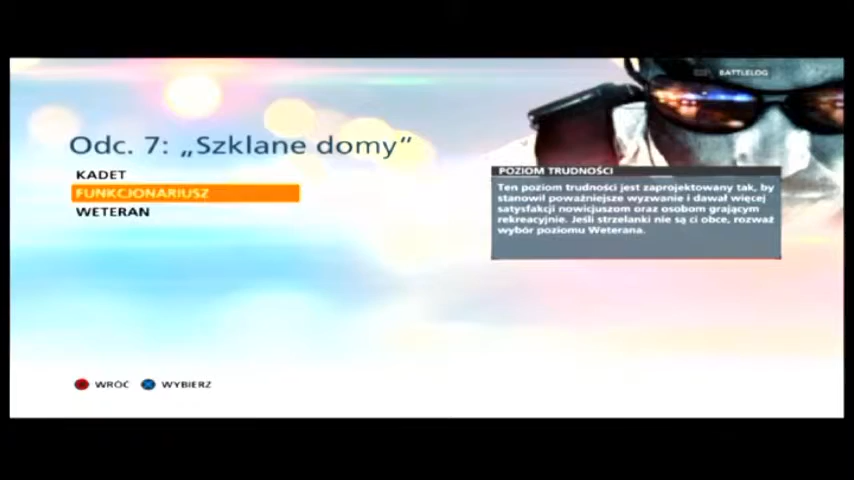 BATTLELOG
Odc. 7: „Szklane domy”
KADET
FUNKCJONARIUSZ
WETERAN
POZIOM TRUDNOŚCI
Ten poziom trudności jest zaprojektowany tak, by
stanowił poważniejsze wyzwanie i dawał więcej
satysfakcji nowicjuszom oraz osobom grającym
rekreacyjnie. Jeśli strzelanki nie są ci obce, rozważ
wybór poziomu Weterana.
WRÓĆ WYBIERZ